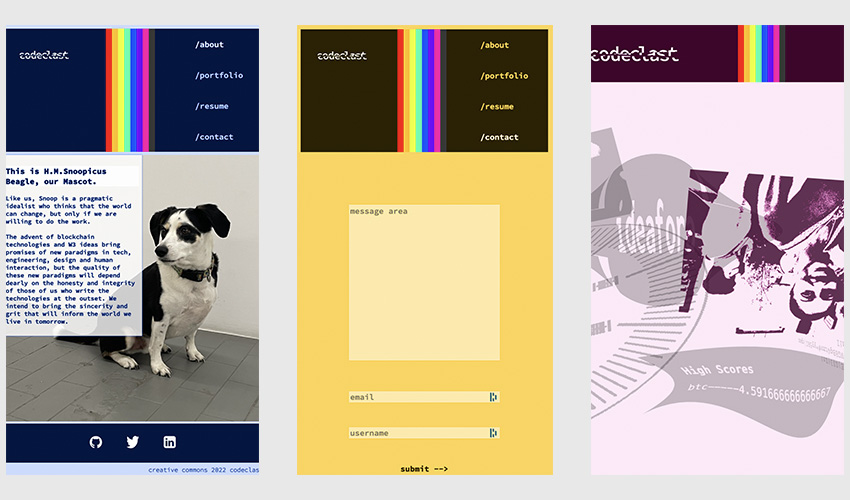 codeclast
/about
/portfolio
/resume
/contact
This is H.M.Snoopicus
Beagle, our Mascot.
Like us, Snoop is a pragmatic
idealist who thinks that the world
can change, but only if we are
willing to do the work.
The advent of blockchain
technologies and W3 ideas bring
promises of new paradigms in tech,
engineering, design and human
interaction, but the quality of
these new paradigms will depend
dearly on the honesty and integrity
of those of us who write the
technologies at the outset. We
intend to bring the sincerity and
grit that will inform the world we
live in tomorrow.
in
creative commons 2022 codeclas
codeclast
/about
/portfolio
/resume
/contact
message area
email
username
submit -->
codeclast
ideafor
High Scores
btc-----4.591666666666667